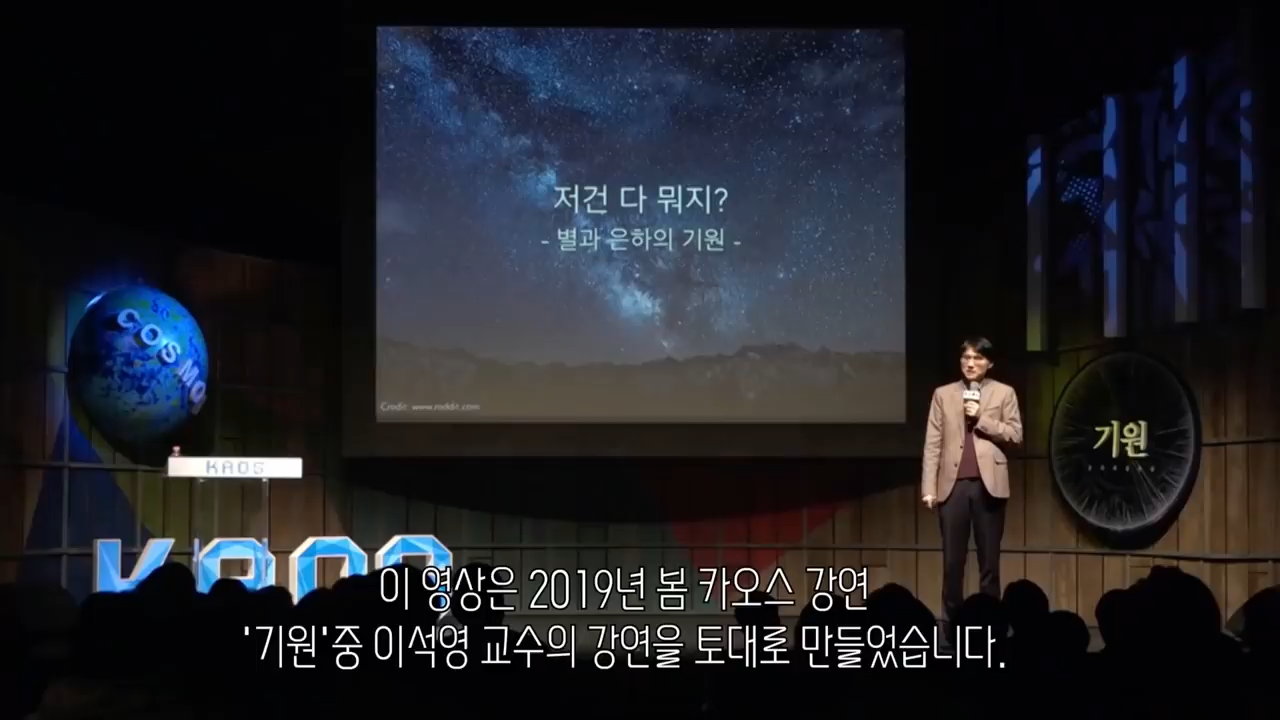 저건 다 뭐지?
- 별과 은하의 기원 -
Credit: www.reddit.com
COSMO
KAOS
기원
KAOS
이 영상은 2019년 봄 카오스 강연
'기원'중 이석영 교수의 강연을 토대로 만들었습니다.